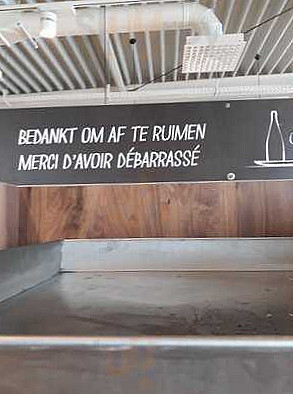 BEDANKT OM AF TE RUIMEN
MERCI D'AVOIR DÉBARRASSÉ